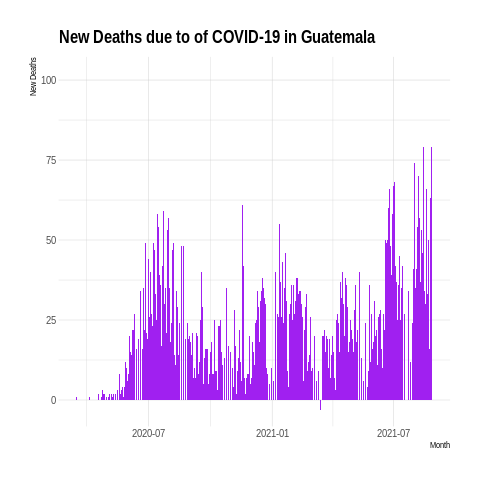 New Deaths due to of COVID-19 in Guatemala
New Deaths
100
75
50
25
0
2020-07
2021-01
2021-07
Month